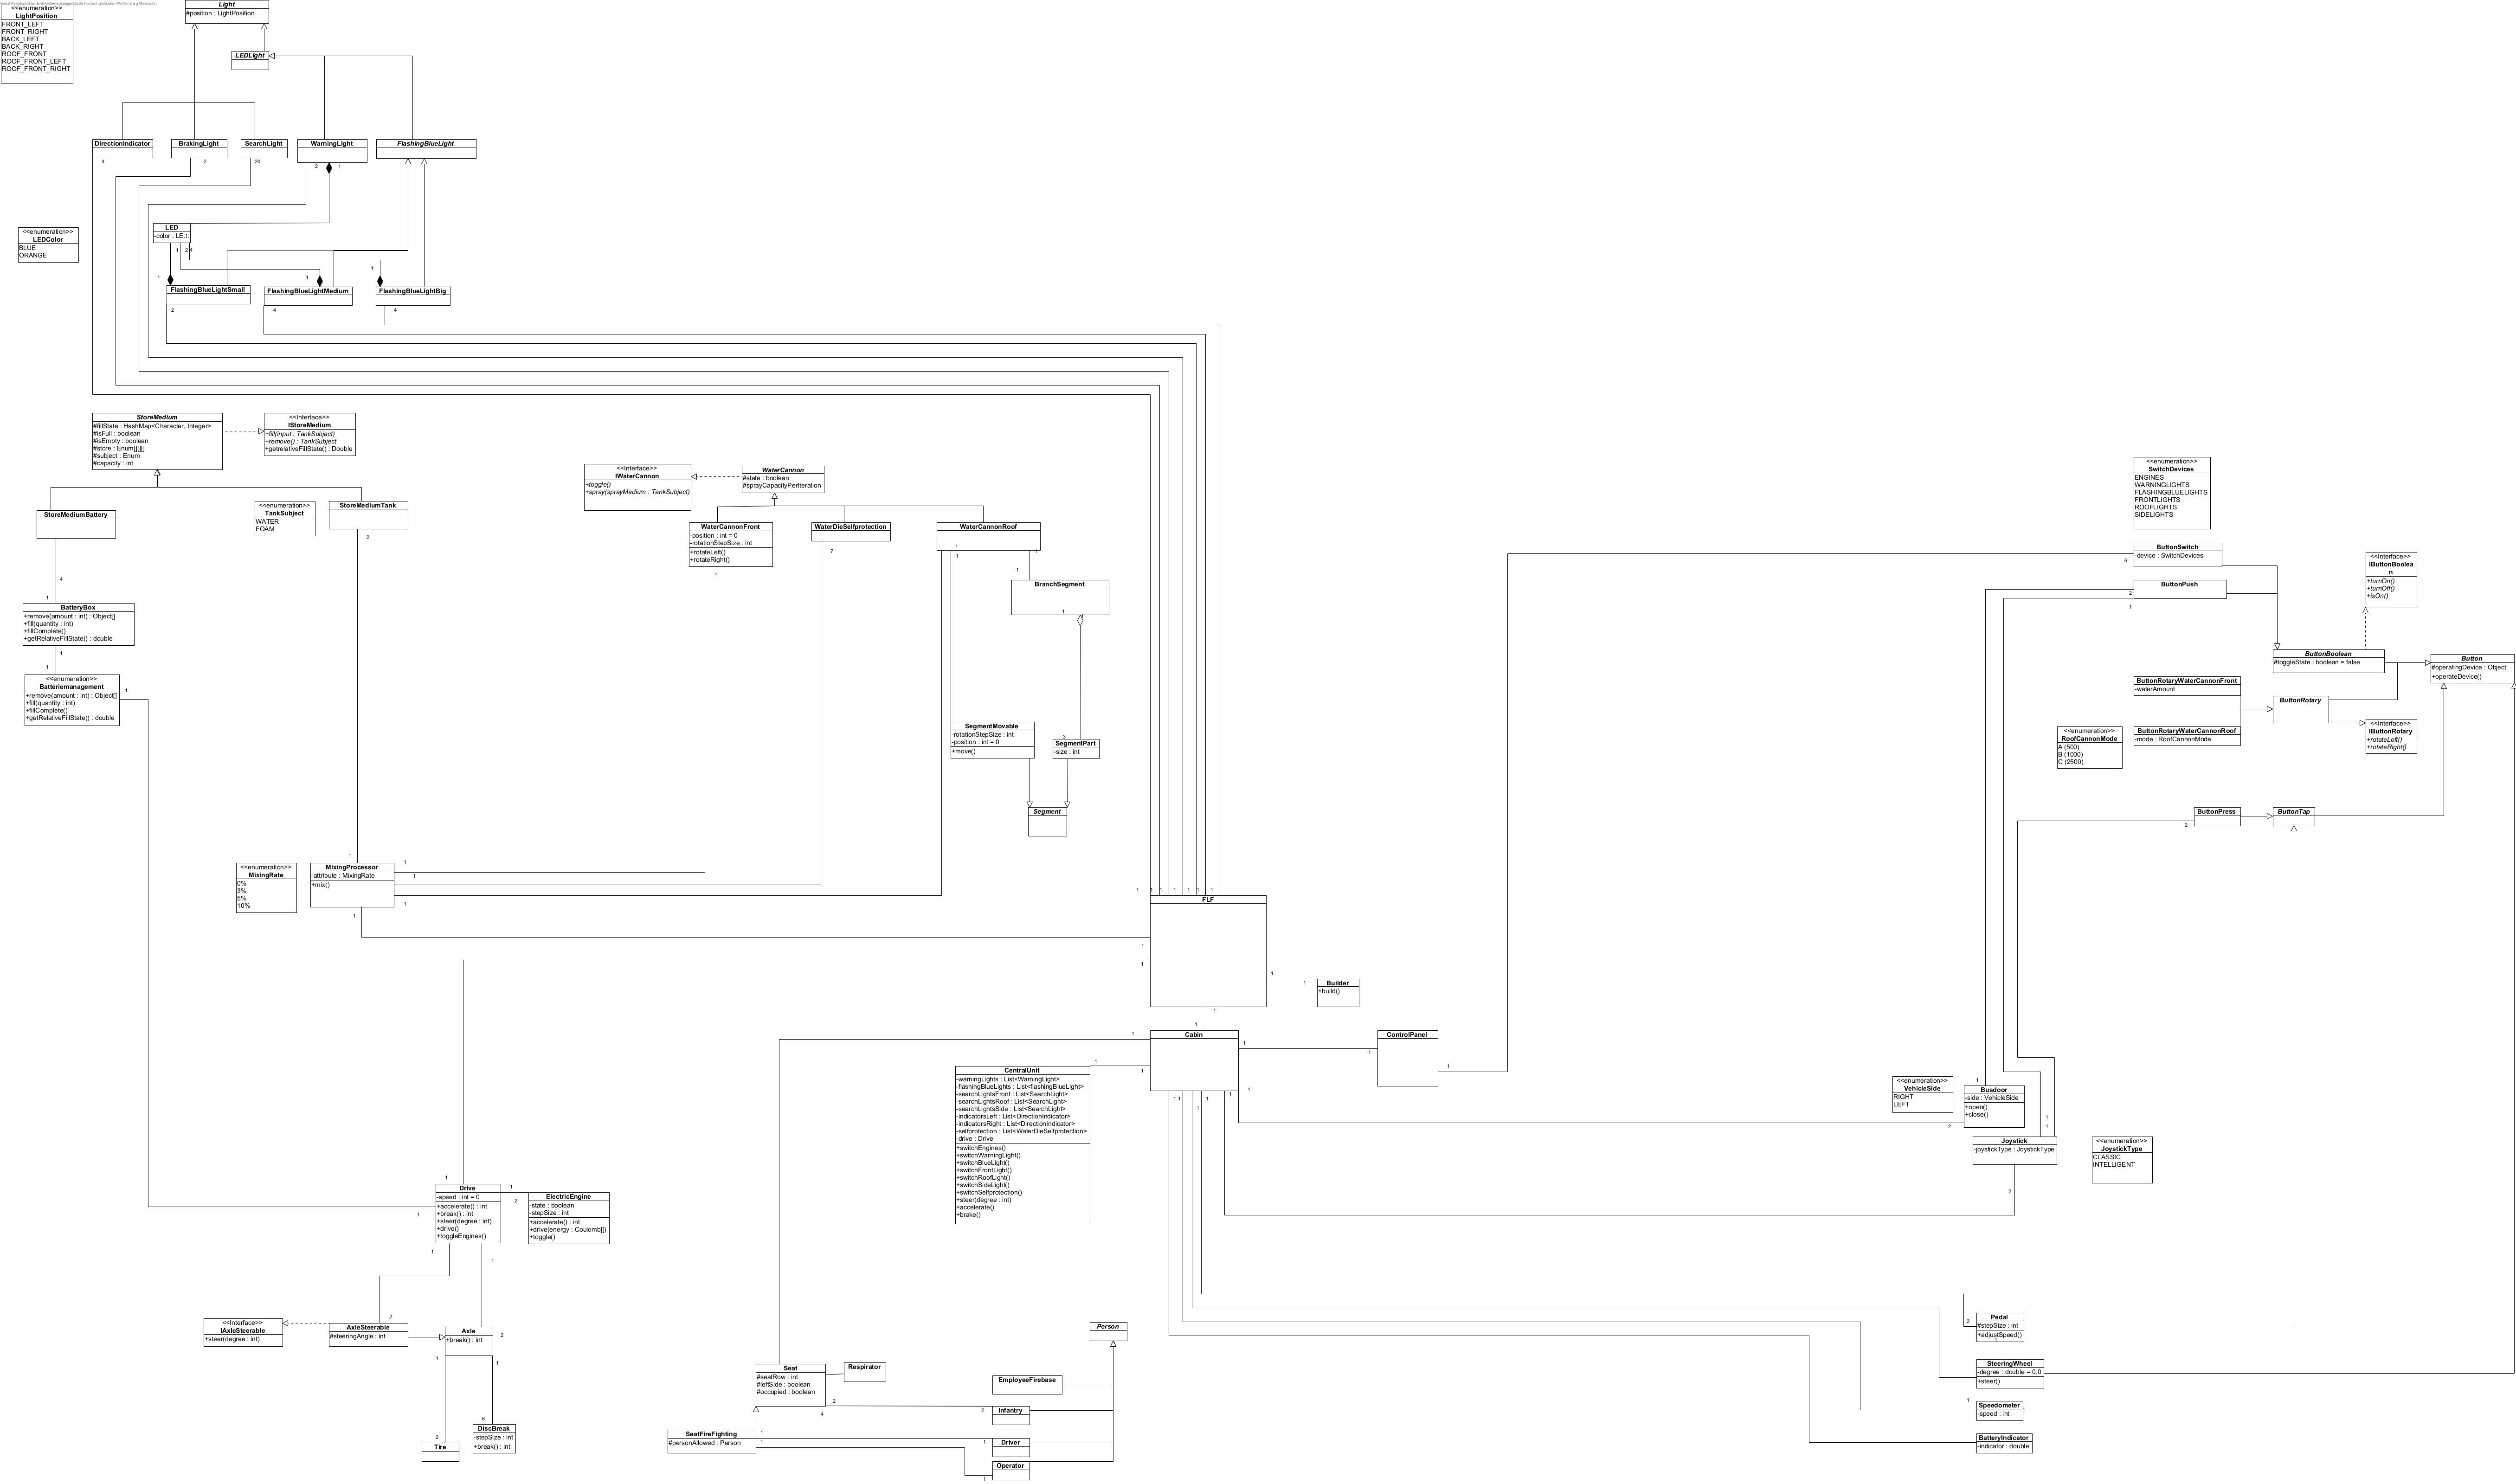 <<enumeration>>
LightPosition
FRONT_LEFT
FRONT_RIGHT
BACK_LEFT
BACK_RIGHT
ROOF_FRONT
ROOF_FRONT_LEFT
ROOF_FRONT_RIGHT
Light
#position : LightPosition
LEDLight
DirectionIndicator
4
BrakingLight
2
SearchLight
20
WarningLight
2
1
FlashingBlueLight
<<enumeration>>
LEDColor
BLUE
ORANGE
LED
-color : LE..
1
2
4
1
1
1
FlashingBlueLightSmall
2
FlashingBlueLightMedium
4
FlashingBlueLightBig
4
StoreMedium
#fillState : HashMap<Character, Integer>
#isFull : boolean
#isEmpty : boolean
#store : Enum[][][]
#subject : Enum
#capacity : int
<<Interface>>
IStoreMedium
+fill(input : TankSubject)
+remove() : TankSubject
+getrelativeFillState() : Double
StoreMediumBattery
4
1
<<enumeration>>
TankSubject
WATER
FOAM
StoreMediumTank
2
BatteryBox
+remove(amount : int) : Object[]
+fill(quantity : int)
+fillComplete()
+getRelativeFillState() : double
1
1
<<enumeration>>
Batteriemanagement
+remove(amount : int) : Object[]
+fill(quantity : int)
+fillComplete()
+getRelativeFillState() : double
1
<<Interface>>
IWaterCannon
+toggle()
+spray(sprayMedium : TankSubject)
WaterCannon
#state : boolean
#sprayCapacityPerIteration
WaterCannonFront
-position : int = 0
-rotationStepSize : int
+rotateLeft()
+rotateRight()
1
WaterDieSelfprotection
7
WaterCannonRoof
1
1
1
1
BranchSegment
1
SegmentMovable
-rotationStepSize : int
-position : int = 0
+move()
3
SegmentPart
-size : int
Segment
<<enumeration>>
MixingRate
0%
3%
5%
10%
1
MixingProcessor
-attribute : MixingRate
+mix()
1
1
1
1
<<enumeration>>
SwitchDevices
ENGINES
WARNINGLIGHTS
FLASHINGBLUELIGHTS
FRONTLIGHTS
ROOFLIGHTS
SIDELIGHTS
ButtonSwitch
-device : SwitchDevices
6
ButtonPush
2
1
<<Interface>>
IButtonBoolea
n
+turnOn()
+turnOff()
+isOn()
ButtonBoolean
#toggleState : boolean = false
Button
#operatingDevice : Object
+operateDevice()
ButtonRotaryWaterCannonFront
-waterAmount
ButtonRotary
<<Interface>>
IButtonRotary
+rotateLeft()
+rotateRight()
<<enumeration>>
RoofCannonMode
A (500)
B (1000)
C (2500)
ButtonRotaryWaterCannonRoof
-mode : RoofCannonMode
ButtonPress
2
ButtonTap
1
1
1
1
1
1
1
FLF
1
1
1
1
1
1
Builder
+build()
Cabin
1
1
1
1
1
1
1
1
1
1
1
ControlPanel
1
CentralUnit
-warningLights : List<WarningLight>
-flashingBlueLights : List<flashingBlueLight>
-searchLightsFront : List<SearchLight>
-searchLightsRoof : List<SearchLight>
-searchLightsSide : List<SearchLight>
-indicatorsLeft : List<DirectionIndicator>
-indicatorsRight : List<DirectionIndicator>
-selfprotection : List<WaterDieSelfprotection>
-drive : Drive
+switchEngines()
+switchWarningLight()
+switchBlueLight()
+switchFrontLight()
+switchRoofLight()
+switchSideLight()
+switchSelfprotection()
+steer(degree : int)
+accelerate()
+brake()
<<enumeration>>
VehicleSide
RIGHT
LEFT
1
Busdoor
-side : VehicleSide
+open()
+close()
2
1
1
Joystick
-joystickType : JoystickType
2
<<enumeration>>
JoystickType
CLASSIC
INTELLIGENT
1
Drive
-speed : int = 0
+accelerate() : int
+break() : int
+steer(degree : int)
+drive()
+toggleEngines()
1
1
2
1
1
ElectricEngine
-state : boolean
-stepSize : int
+accelerate() : int
+drive(energy : Coulomb[])
+toggle()
<<Interface>>
IAxleSteerable
+steer(degree : int)
2
AxleSteerable
#steeringAngle : int
Axle
+break() : int
2
1
1
2
Tire
6
DiscBreak
-stepSize : int
+break() : int
Seat
#seatRow : int
#leftSide : boolean
#occupied : boolean
2
4
Respirator
SeatFireFighting
#personAllowed : Person
1
1
Person
EmployeeFirebase
2
Infantry
1
Driver
Operator
1
2
Pedal
#stepSize : int
+adjustSpeed()
SteeringWheel
-degree : double = 0,0
+steer()
1
Speedometer
-speed : int
BatteryIndicator
-indicator : double